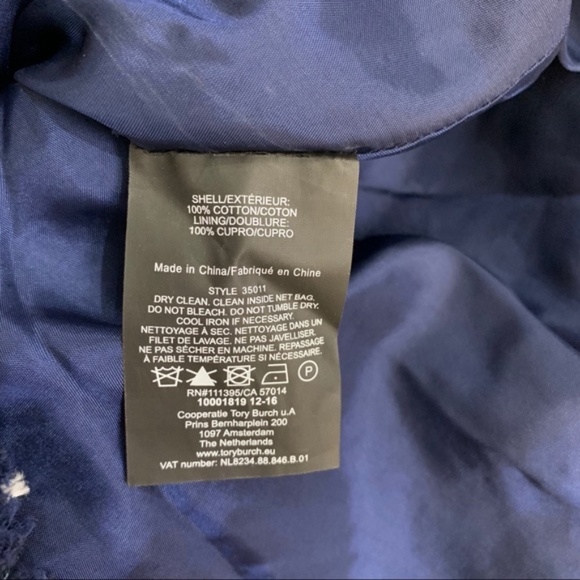 SHELL/EXTÉRIEUR:
100% COTTON/COTON
LINING/DOUBLURE:
100% CUPRO/CUPRO
Made in China/Fabriqué en Chine
STYLE 35011
DRY CLEAN. CLEAN INSIDE NET BAG.
DO NOT BLEACH. DO NOT TUMBLE DRY.
COOL IRON IF NECESSARY.
NETTOYAGE À SEC. NETTOYAGE DANS UN
FILET DE LAVAGE. NE PAS JAVELLISER.
NE PAS SÉCHER EN MACHINE. REPASSAGE
À FAIBLE TEMPÉRATURE SI NÉCESSAIRE.
P
RN#111395/CA 57014
10001819 12-16
Cooperatie Tory Burch u.A
Prins Bernharplein 200
1097 Amsterdam
The Netherlands
www.toryburch.eu
VAT number: NL8234.88.846.B.01